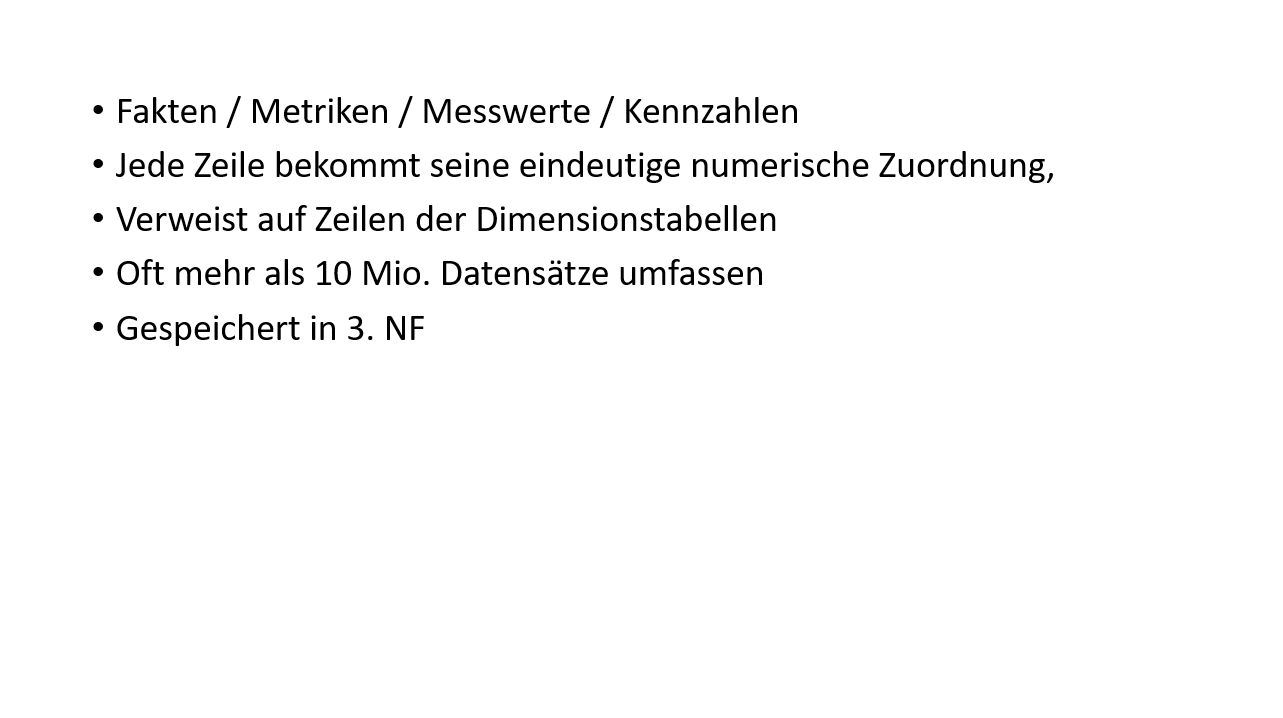 • Fakten / Metriken / Messwerte / Kennzahlen
• Jede Zeile bekommt seine eindeutige numerische Zuordnung,
• Verweist auf Zeilen der Dimensionstabellen
• Oft mehr als 10 Mio. Datensätze umfassen
• Gespeichert in 3. NF